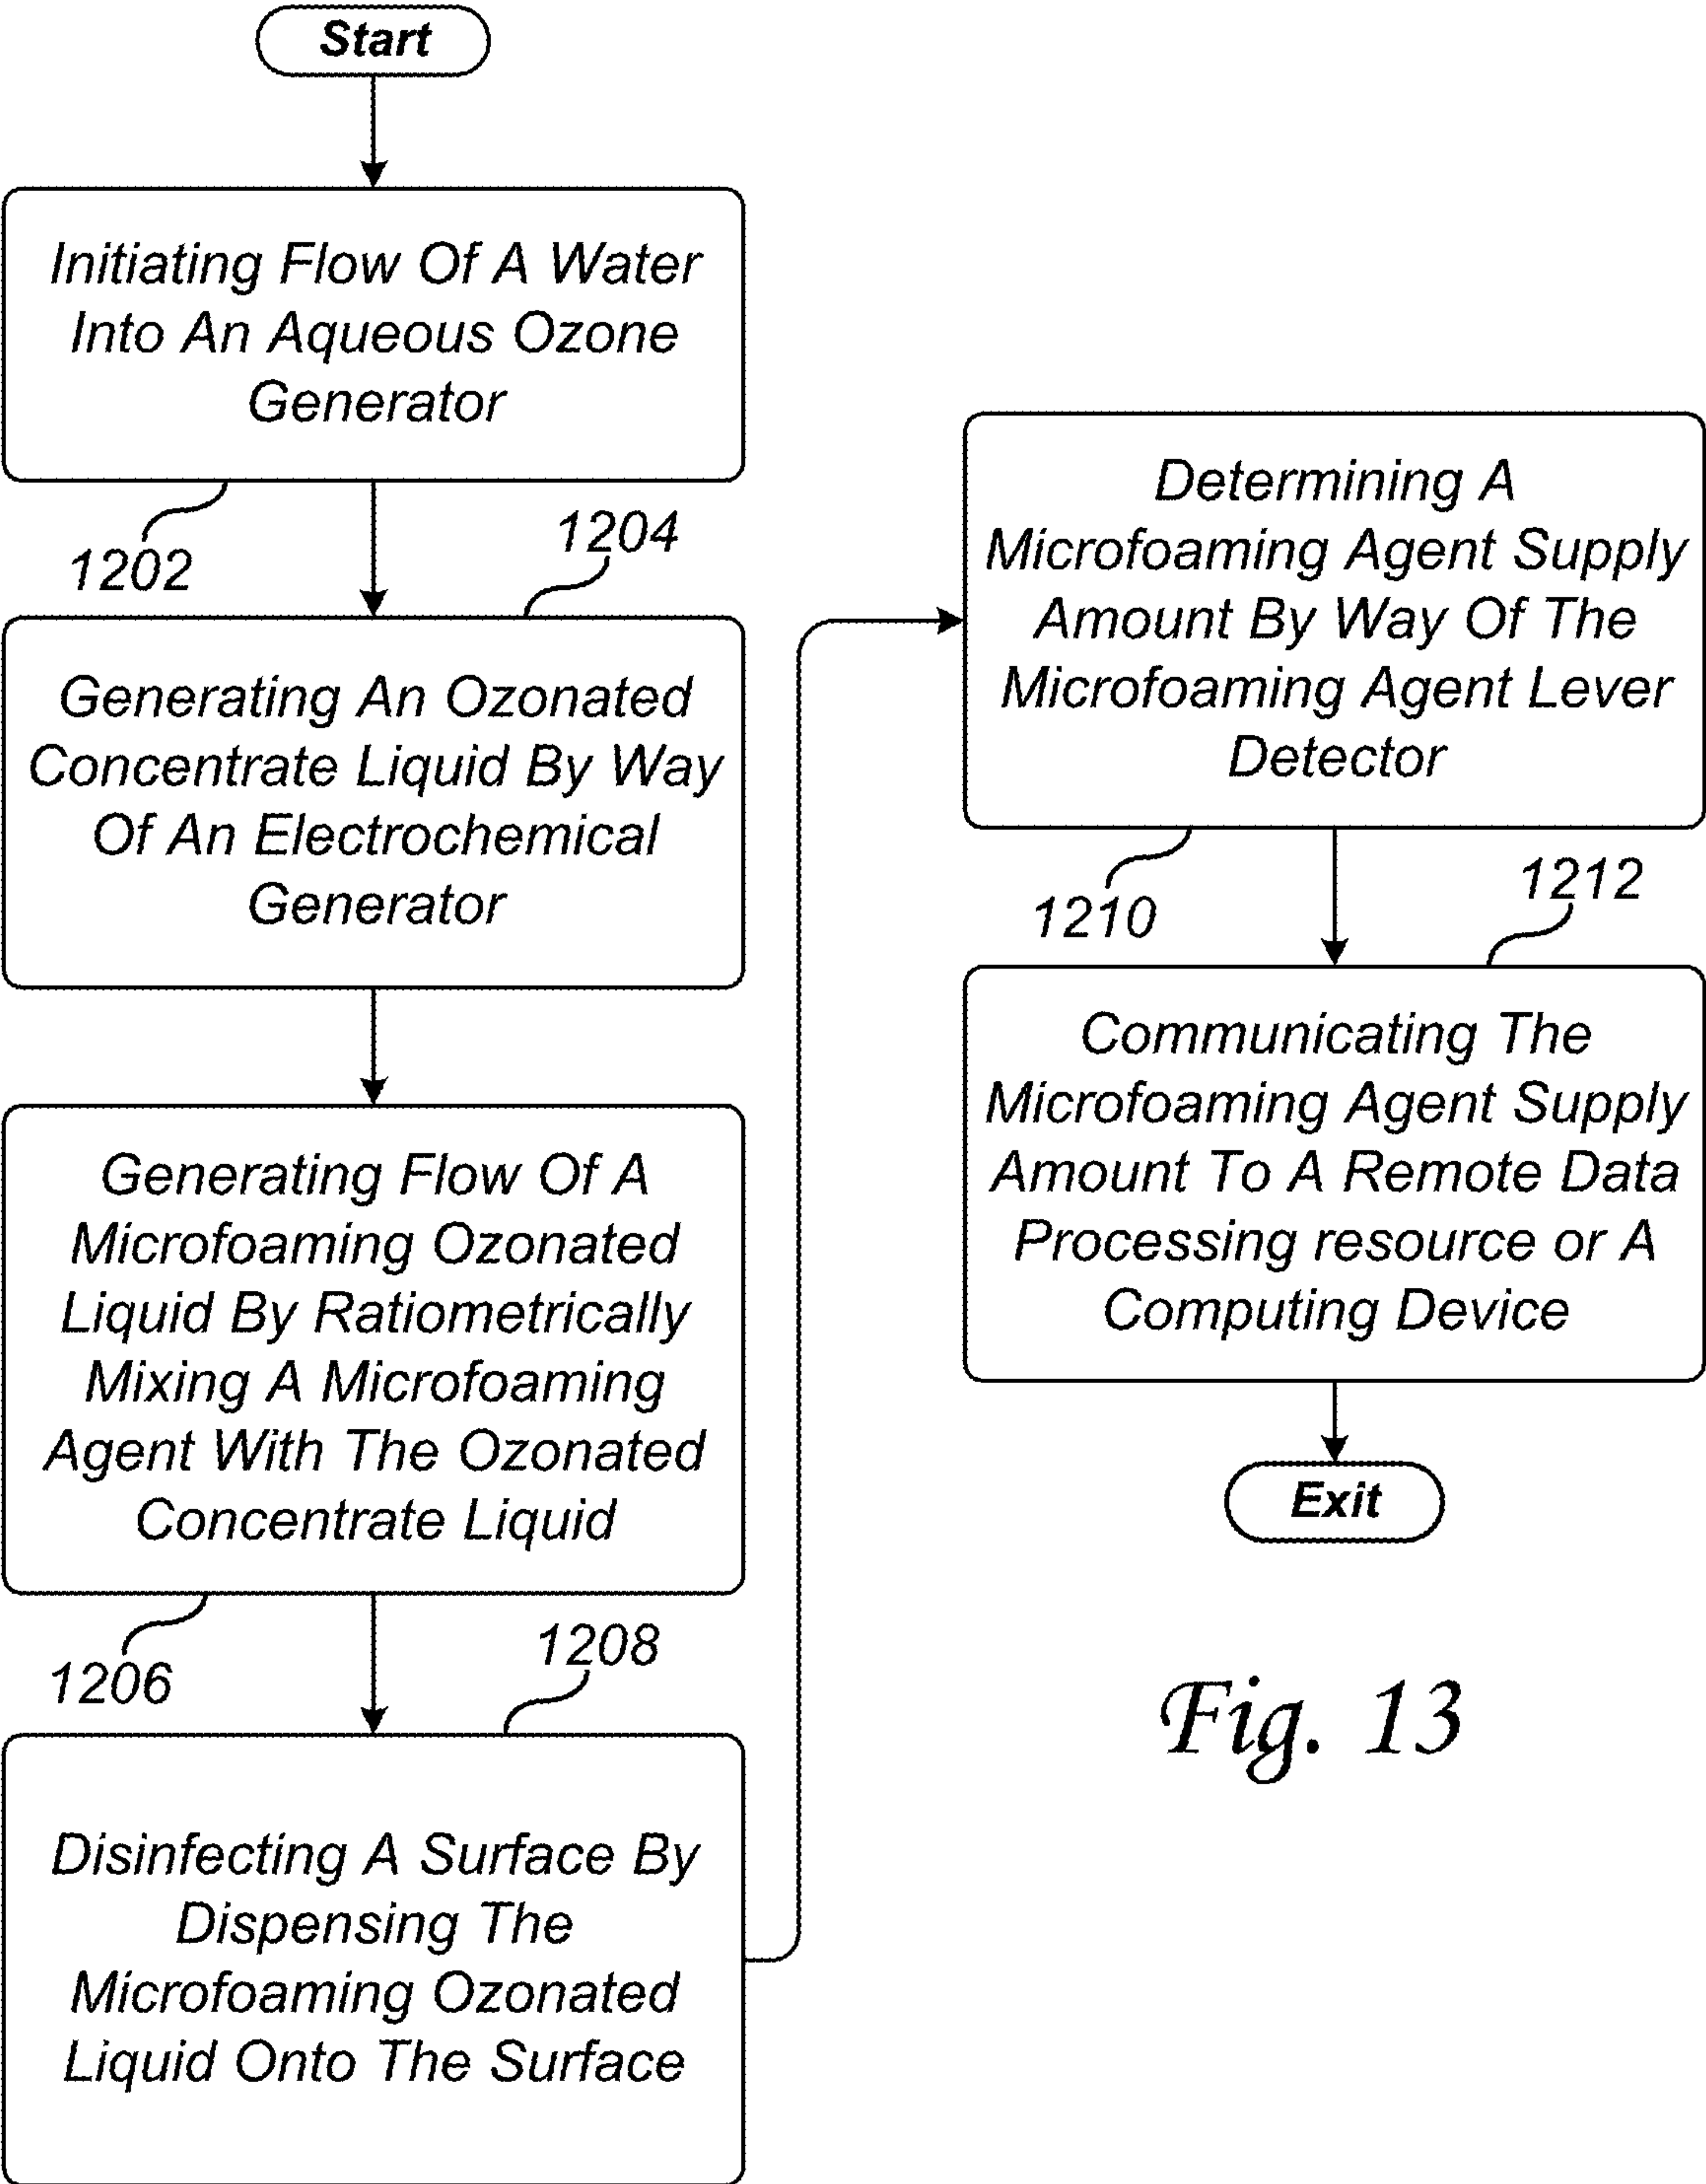 Start
Initiating Flow Of A Water
Into An Aqueous Ozone
Generator
1202
1204
Generating An Ozonated
Concentrate Liquid By Way
Of An Electrochemical
Generator
Generating Flow Of A
Microfoaming Ozonated
Liquid By Ratiometrically
Mixing A Microfoaming
Agent With The Ozonated
Concentrate Liquid
1206
1208
Disinfecting A Surface By
Dispensing The
Microfoaming Ozonated
Liquid Onto The Surface
Determining A
Microfoaming Agent Supply
Amount By Way Of The
Microfoaming Agent Lever
Detector
1210
1212
Communicating The
Microfoaming Agent Supply
Amount To A Remote Data
Processing resource or A
Computing Device
Exit
Fig. 13